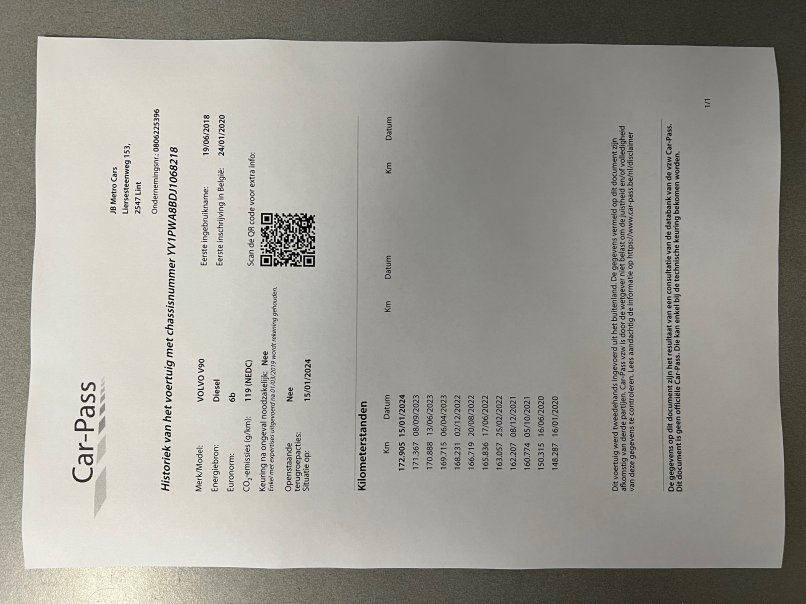 Car-Pass
JB Metro Cars
Liersesteenweg 153,
2547 Lint
Ondernemingsnr.: 0806225396
Historiek van het voertuig met chassisnummer YV1PWA8BDJ1068218
Merk/Model: VOLVO V90
Energiebron: Diesel
Euronorm: 6b
CO2-emissies (g/km): 119 (NEDC)
Keuring na ongeval noodzakelijk: Nee
Enkel met expertises uitgevoerd na 01/03/2019 wordt rekening gehouden.
Openstaande terugroepacties: Nee
Situatie op: 15/01/2024
Eerste ingebruikname: 19/06/2018
Eerste inschrijving in België: 24/01/2020
Scan de QR code voor extra info:
Kilometerstanden
Km Datum Km Datum Km Datum
172.905 15/01/2024
171.367 08/09/2023
170.888 13/06/2023
169.715 06/04/2023
168.231 02/12/2022
166.719 20/08/2022
165.836 17/06/2022
163.057 25/02/2022
162.207 08/12/2021
160.774 05/10/2021
150.315 16/06/2020
148.287 16/01/2020
Dit voertuig werd tweedehands ingevoerd uit het buitenland. De gegevens vermeld op dit document zijn
afkomstig van derde partijen. Car-Pass vzw is door de wetgever niet belast om de juistheid en/of volledigheid
van deze gegevens te controleren. Lees aandachtig de informatie op https://www.car-pass.be/nl/disclaimer
De gegevens op dit document zijn het resultaat van een consultatie van de databank van de vzw Car-Pass.
Dit document is geen officiële Car-Pass. Die kan enkel bij de technische keuring bekomen worden.
1/1